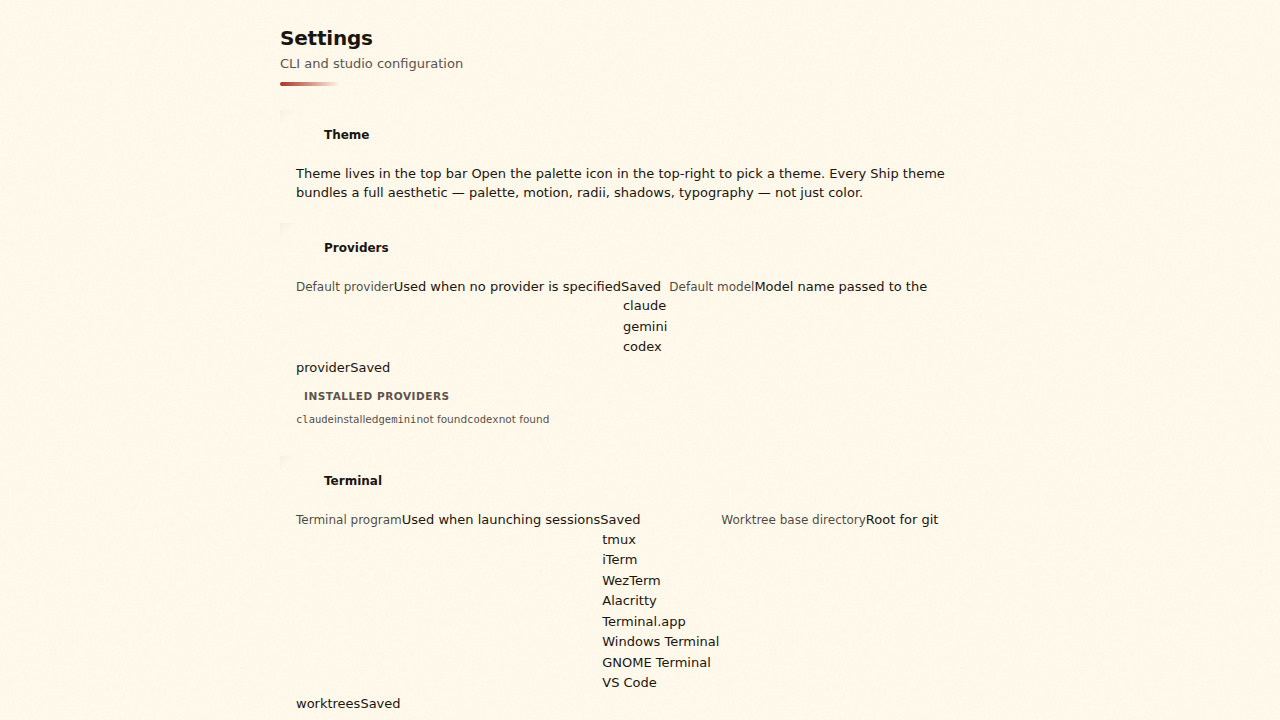 Settings
CLI and studio configuration
Theme
Theme lives in the top bar Open the palette icon in the top-right to pick a theme. Every Ship theme
bundles a full aesthetic — palette, motion, radii, shadows, typography — not just color.
Providers
Default providerUsed when no provider is specifiedSaved Default modelModel name passed to the
claude
gemini
codex
providerSaved
INSTALLED PROVIDERS
claudeinstalledgemininot foundcodexnot found
Terminal
Terminal programUsed when launching sessionsSaved Worktree base directoryRoot for git
tmux
iTerm
WezTerm
Alacritty
Terminal.app
Windows Terminal
GNOME Terminal
VS Code
worktreesSaved